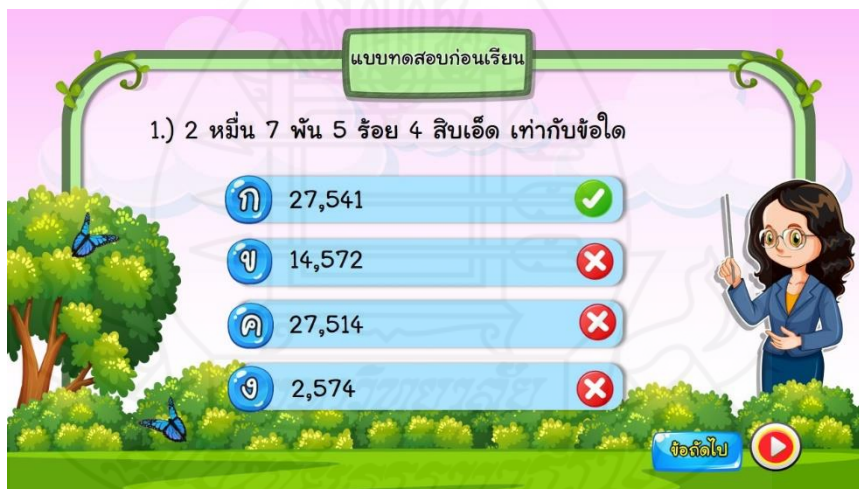 แบบทดสอบก่อนเรียน
1.) 2 หมื่น 7 พัน 5 ร้อย 4 สิบเอ็ด เท่ากับข้อใด
ก 27,541
ข 14,572
ค 27,514
ง 2,574
ข้อถัดไป